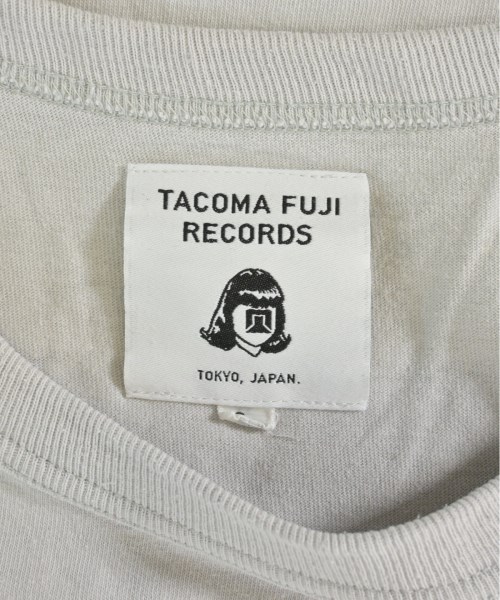 TACOMA FUJI
RECORDS
TOKYO, JAPAN.